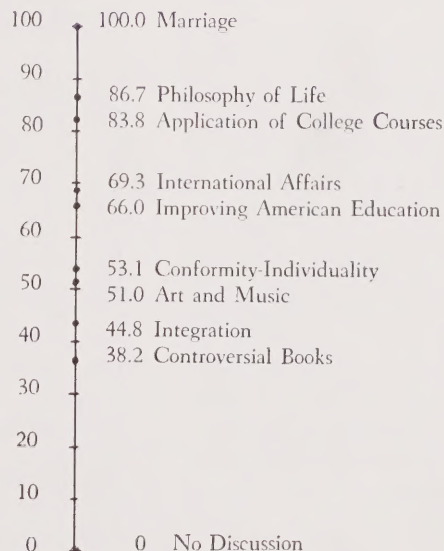 100 100.0 Marriage
90
86.7 Philosophy of Life
80 83.8 Application of College Courses
70 69.3 International Affairs
66.0 Improving American Education
60
53.1 Conformity-Individuality
50 51.0 Art and Music
40 44.8 Integration
38.2 Controversial Books
30
20
10
0 0 No Discussion